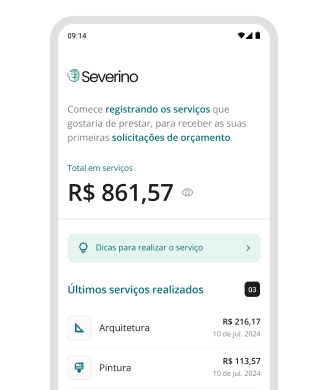 09:14
Severino
Comece registrando os serviços que
gostaria de prestar, para receber as suas
primeiras solicitações de orçamento.
Total em serviços
R$ 861,57
Dicas para realizar o serviço
Últimos serviços realizados 03
Arquitetura R$ 216,17
10 de jul. 2024
Pintura R$ 113,57
10 de jul. 2024